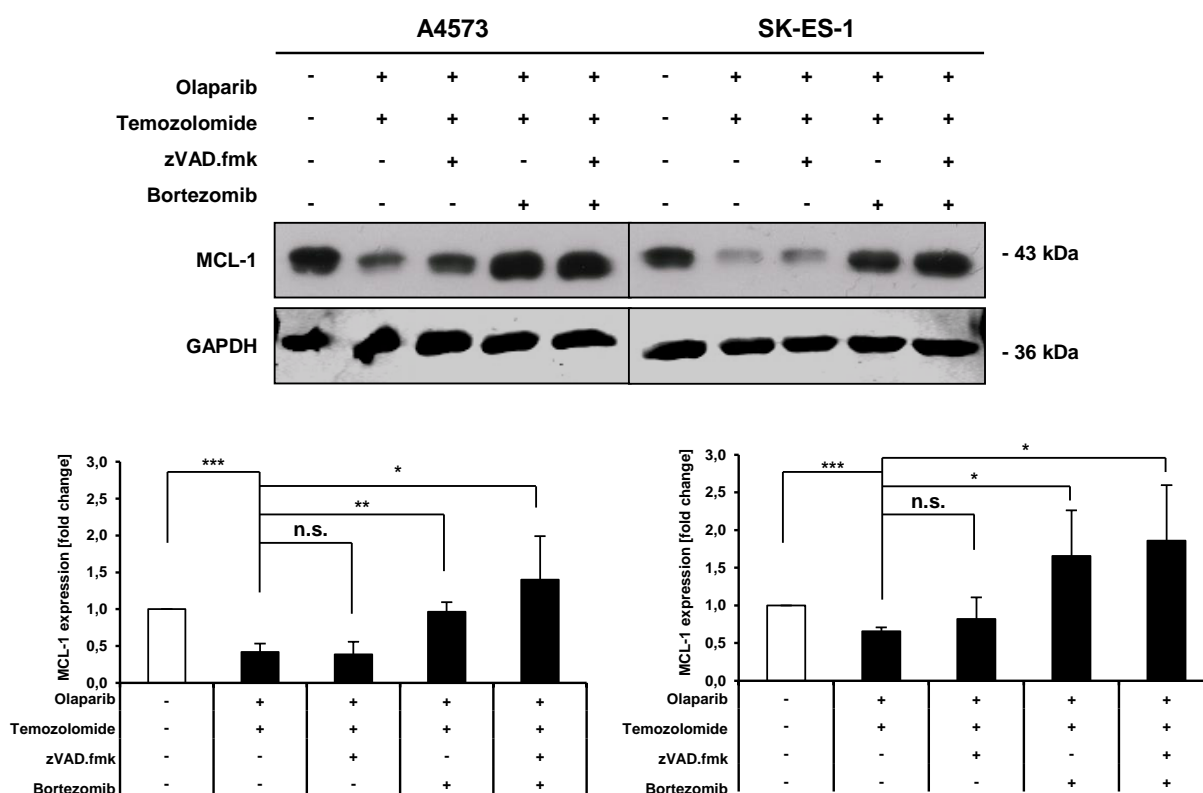 A4573 SK-ES-1
Olaparib - + + + + - + + + +
Temozolomide - + + + + - + + + +
zVAD.fmk - - + - + - - + - +
Bortezomib - - - + + - - - + +
MCL-1 - 43 kDa
GAPDH - 36 kDa
MCL-1 expression [fold change]
3,0
2,5
2,0
1,5
1,0
0,5
0,0
***
*
**
n.s.
Olaparib - + + + +
Temozolomide - + + + +
zVAD.fmk - - + - +
Bortezomib - - - + +
MCL-1 expression [fold change]
3,0
2,5
2,0
1,5
1,0
0,5
0,0
***
*
*
n.s.
Olaparib - + + + +
Temozolomide - + + + +
zVAD.fmk - - + - +
Bortezomib - - - + +